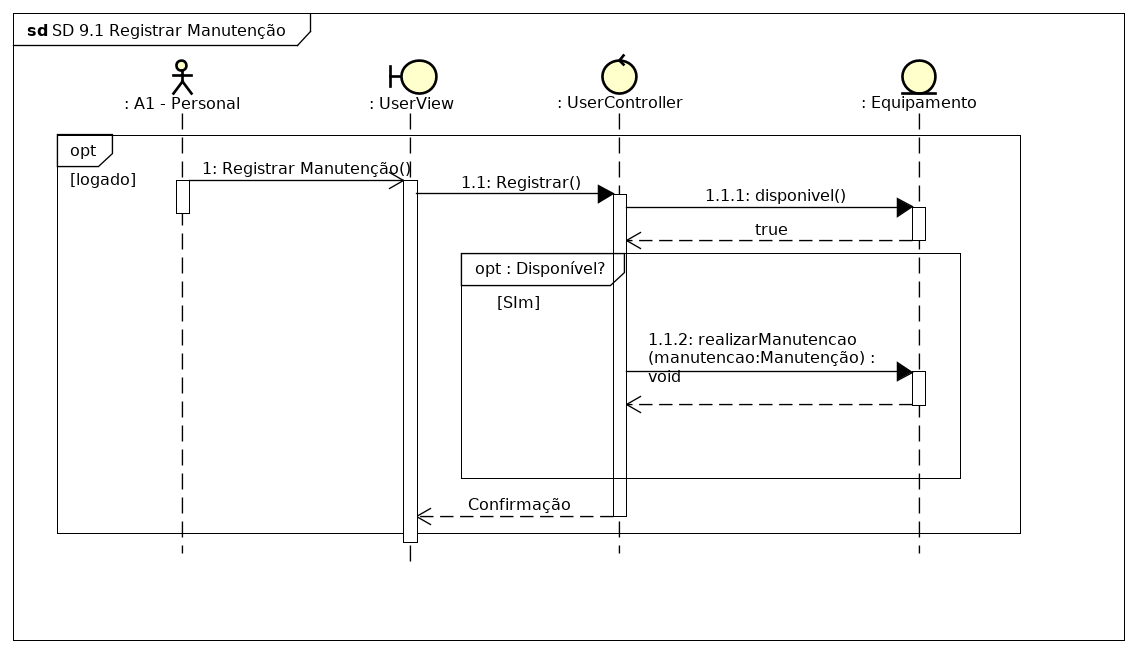 sd SD 9.1 Registrar Manutenção
: A1 - Personal
: UserView
: UserController
: Equipamento
opt
[logado]
1: Registrar Manutenção()
1.1: Registrar()
1.1.1: disponivel()
true
opt : Disponível?
[SIm]
1.1.2: realizarManutencao
(manutencao:Manutenção) :
void
Confirmação